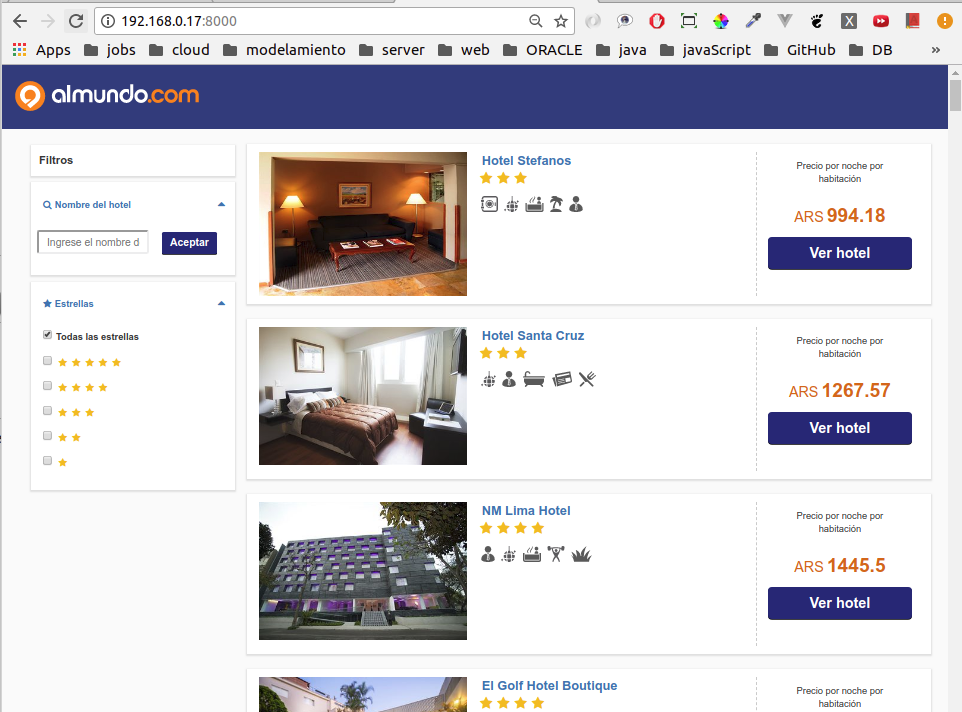 192.168.0.17:8000
Apps jobs cloud modelamiento server web ORACLE java javaScript GitHub DB »
almundo.com
Filtros
Nombre del hotel
Ingrese el nombre d
Aceptar
Estrellas
Todas las estrellas
Hotel Stefanos
Precio por noche por
habitación
ARS 994.18
Ver hotel
Hotel Santa Cruz
Precio por noche por
habitación
ARS 1267.57
Ver hotel
NM Lima Hotel
Precio por noche por
habitación
ARS 1445.5
Ver hotel
El Golf Hotel Boutique
Precio por noche por
habitación